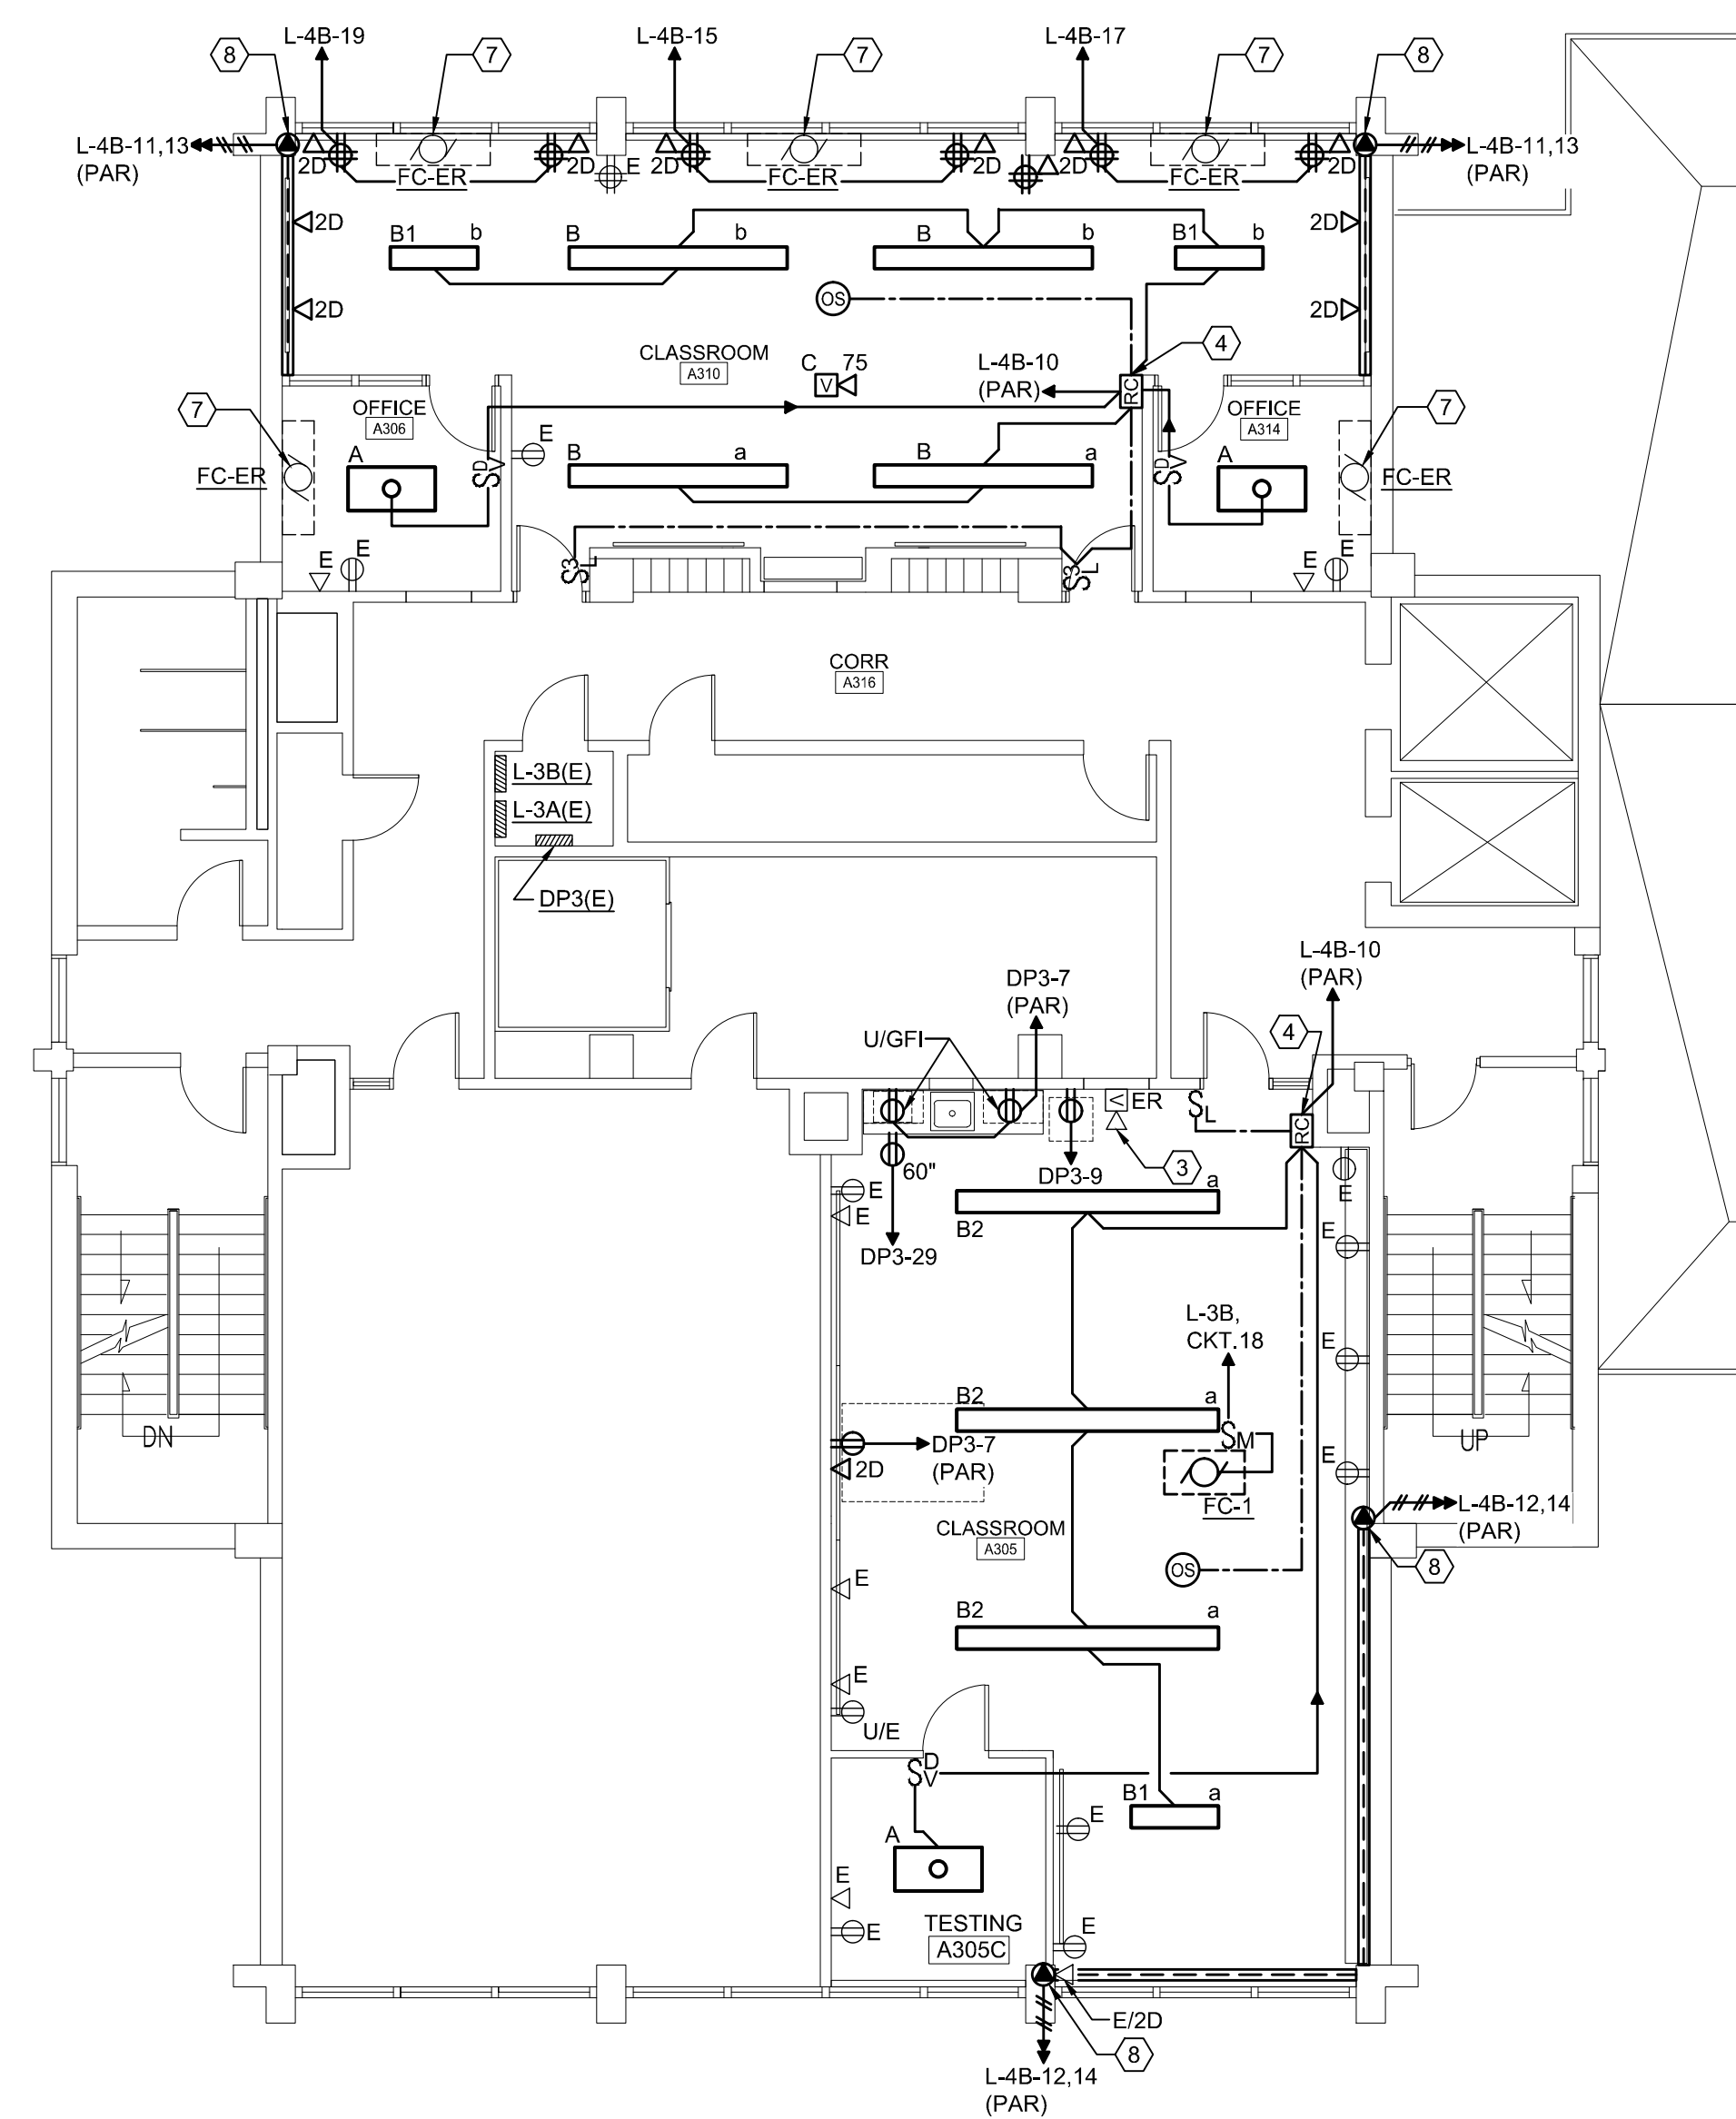 L-4B-19
L-4B-15
L-4B-17
8
7
7
7
8
L-4B-11,13
(PAR)
L-4B-11,13
(PAR)
2D
2D
E
2D
2D
2D
2D
FC-ER
FC-ER
FC-ER
2D
2D
2D
2D
B1
b
B
b
B
b
B1
b
OS
CLASSROOM
A310
C
75
V
L-4B-10
(PAR)
4
RC
7
OFFICE
A306
OFFICE
A314
7
A
FC-ER
S D V
E
B
a
B
a
S D V
A
FC-ER
E
E
S 3 L
S 3 L
E
E
CORR
A316
L-3B(E)
L-3A(E)
DP3(E)
L-4B-10
(PAR)
DP3-7
(PAR)
U/GFI
4
V
ER
S L
RC
3
60"
DP3-9
DP3-29
E
E
B2
a
E
E
L-3B,
CKT.18
E
B2
a
S M
DP3-7
(PAR)
2D
FC-1
E
DN
UP
L-4B-12,14
(PAR)
CLASSROOM
A305
OS
8
E
B2
a
E
U/E
S D V
B1
a
A
E
E
E
E
TESTING
A305C
E/2D
8
L-4B-12,14
(PAR)